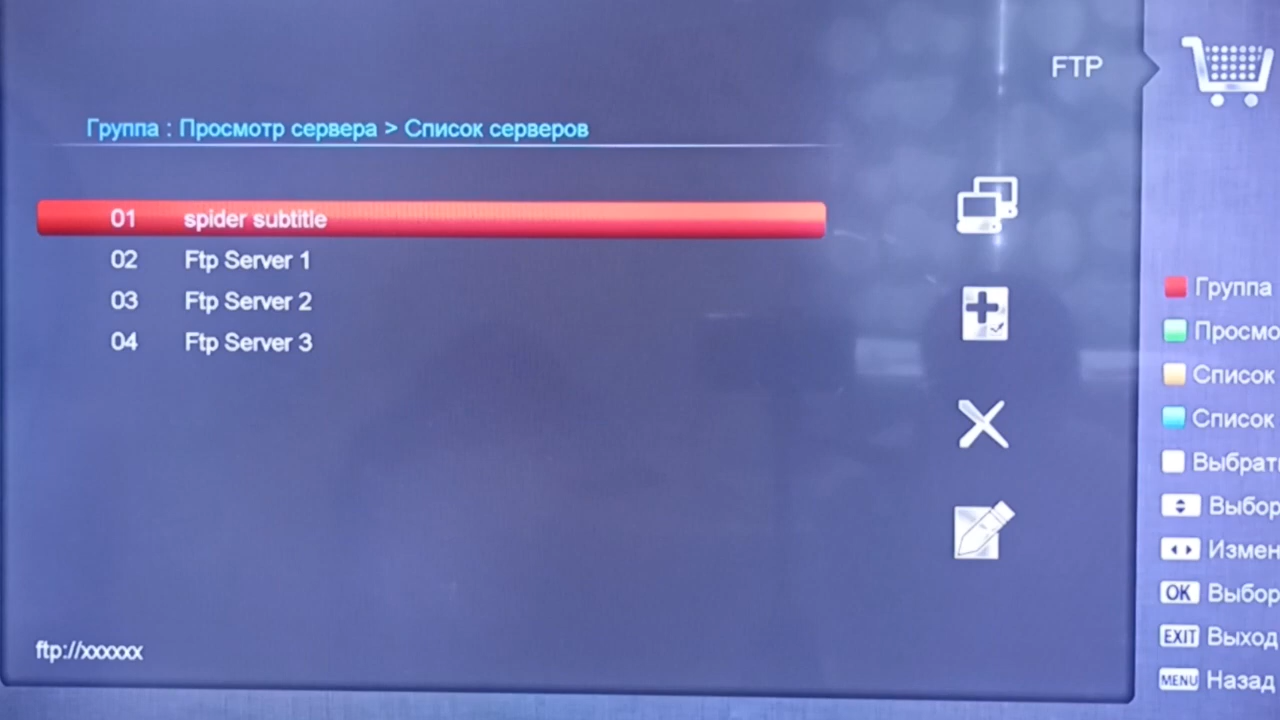 FTP
Группа : Просмотр сервера > Список серверов
01 spider subtitle
02 Ftp Server 1
03 Ftp Server 2
04 Ftp Server 3
ftp://xxxxxx
Группа
Просмо
Список
Список
Выбрат
Выбор
Измен
OK Выбор
EXIT Выход
MENU Назад